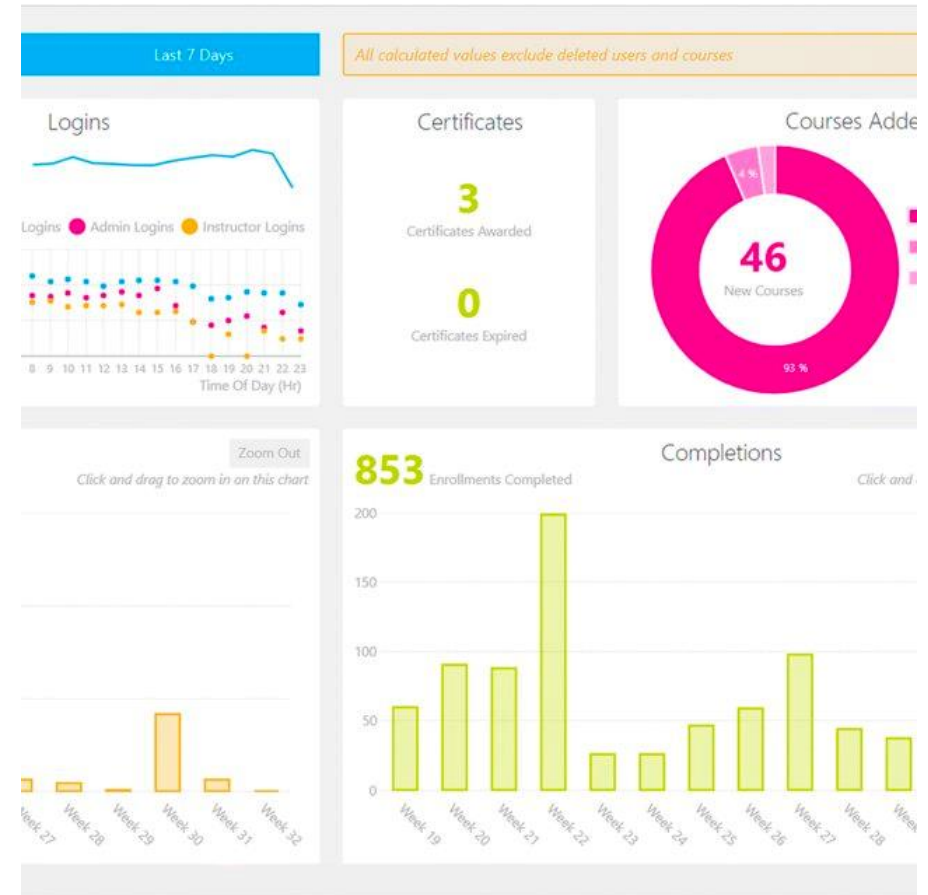 Last 7 Days
All calculated values exclude deleted users and courses
Logins
Logins Admin Logins Instructor Logins
8 9 10 11 12 13 14 15 16 17 18 19 20 21 22 23
Time Of Day (Hr)
Certificates
3
Certificates Awarded
0
Certificates Expired
Courses Adde
4 %
46
New Courses
93 %
Zoom Out
Click and drag to zoom in on this chart
Week 27
Week 28
Week 29
Week 30
Week 31
Week 32
853 Enrollments Completed
Completions
Click and
200
150
100
50
0
Week 19
Week 20
Week 21
Week 22
Week 23
Week 24
Week 25
Week 26
Week 27
Week 28
Week